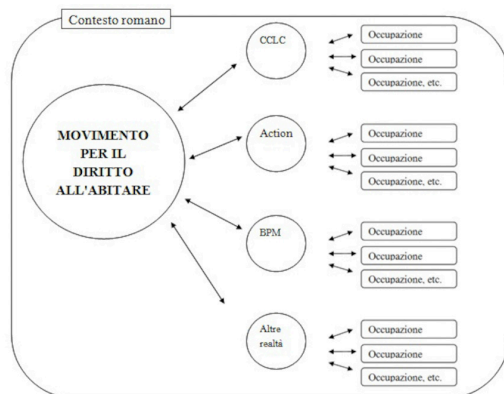 Contesto romano
CCLC
Occupazione
Occupazione
Occupazione, etc.
MOVIMENTO
PER IL
DIRITTO
ALL'ABITARE
Action
Occupazione
Occupazione
Occupazione, etc.
BPM
Occupazione
Occupazione
Occupazione, etc.
Altre
realtà
Occupazione
Occupazione
Occupazione, etc.